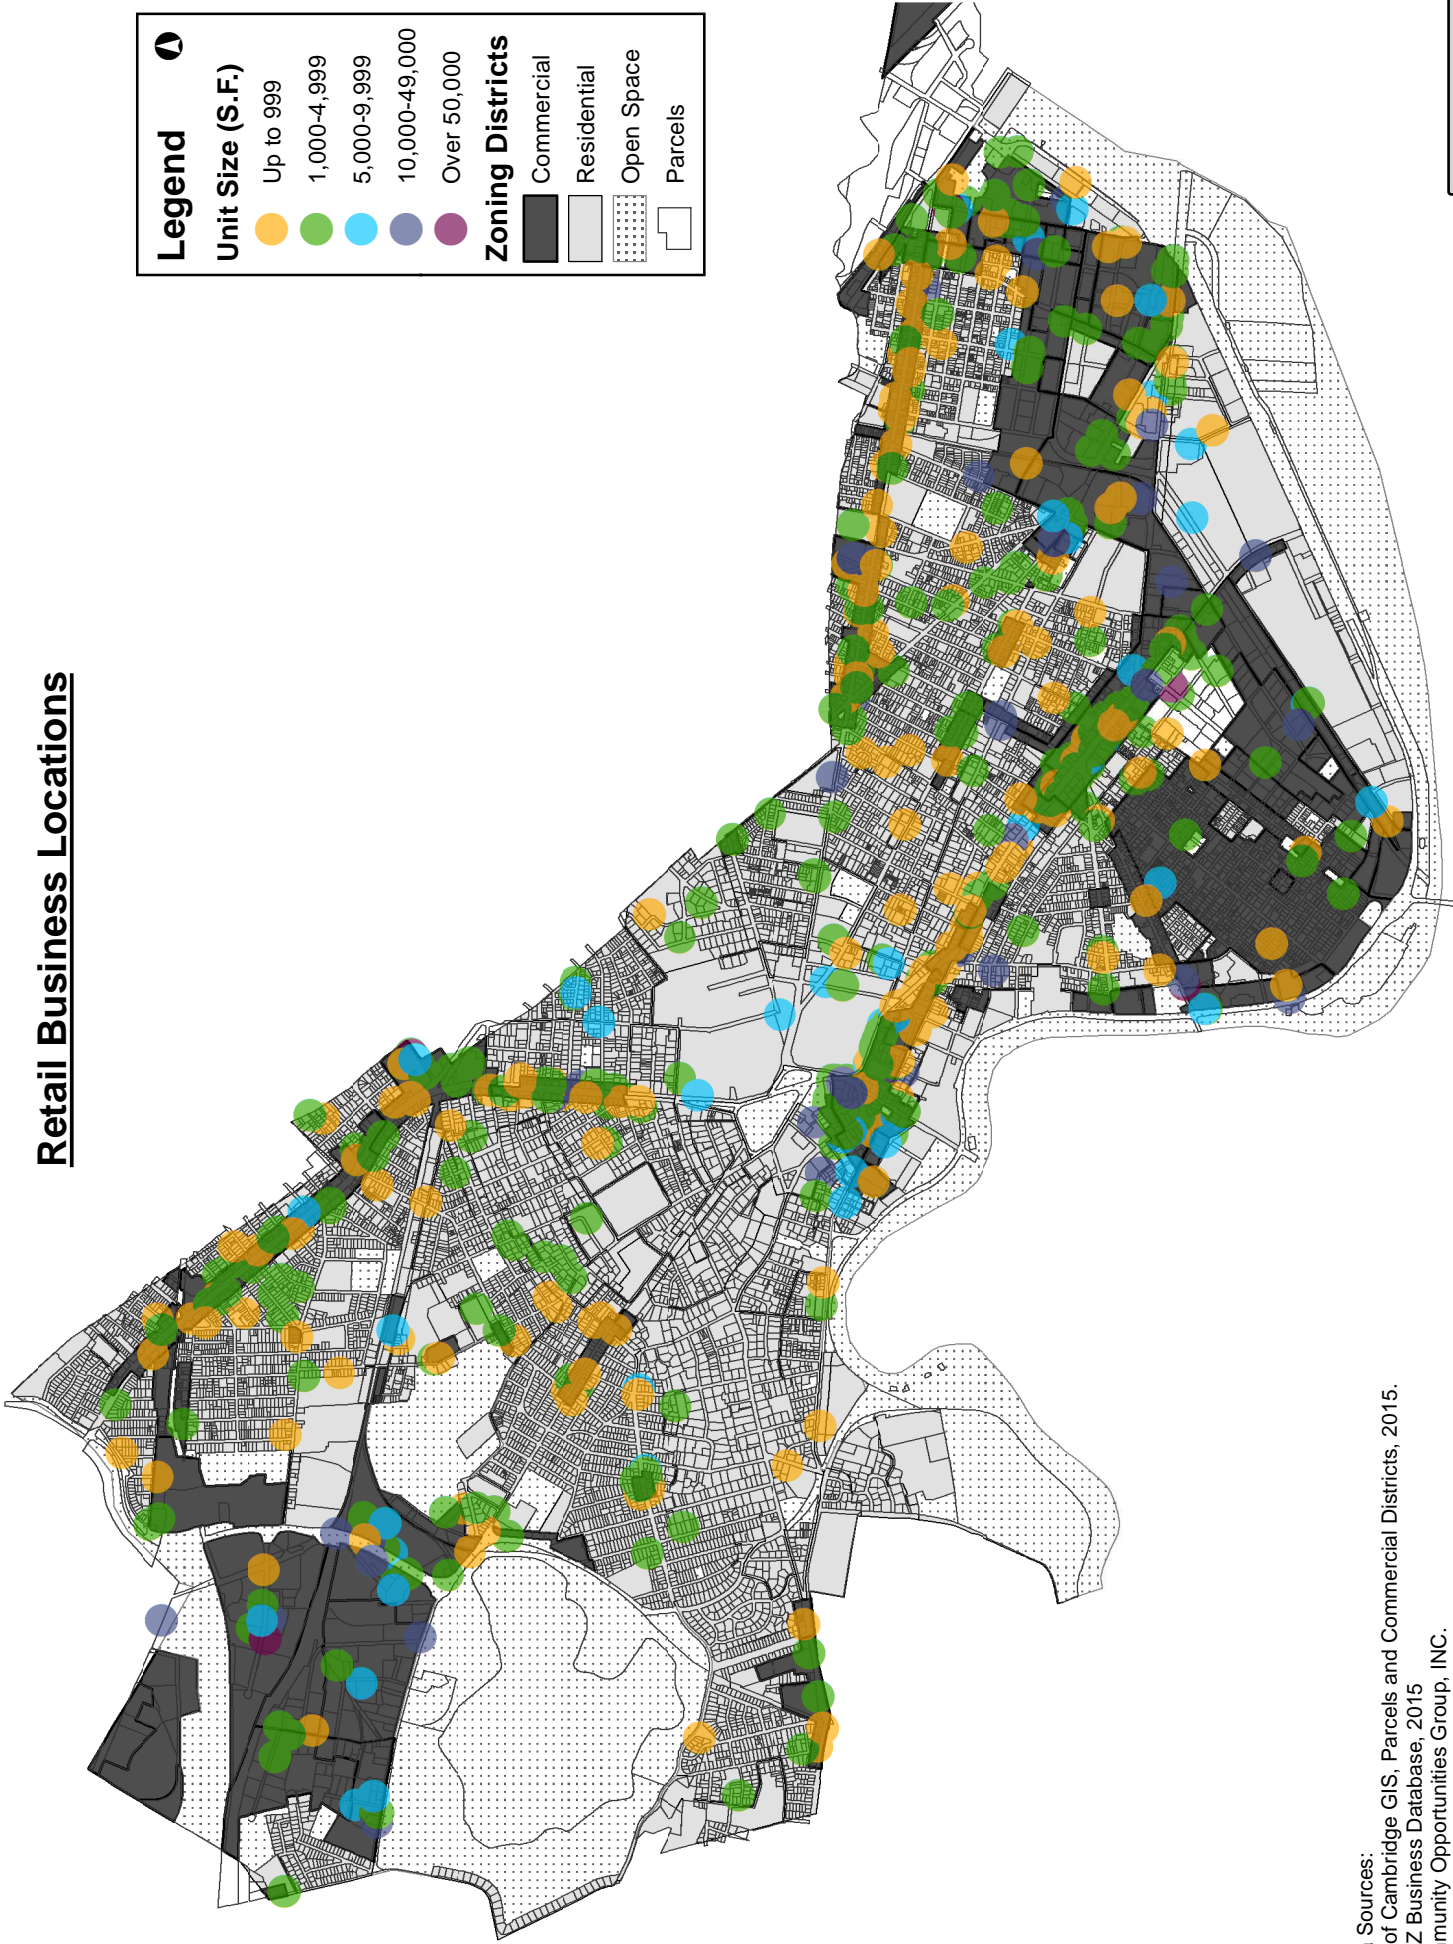 Retail Business Locations
Legend
Unit Size (S.F.)
Up to 999
1,000-4,999
5,000-9,999
10,000-49,000
Over 50,000
Zoning Districts
Commercial
Residential
Open Space
Parcels
Sources:
of Cambridge GIS, Parcels and Commercial Districts, 2015.
Z Business Database, 2015
mmunity Opportunities Group, INC.